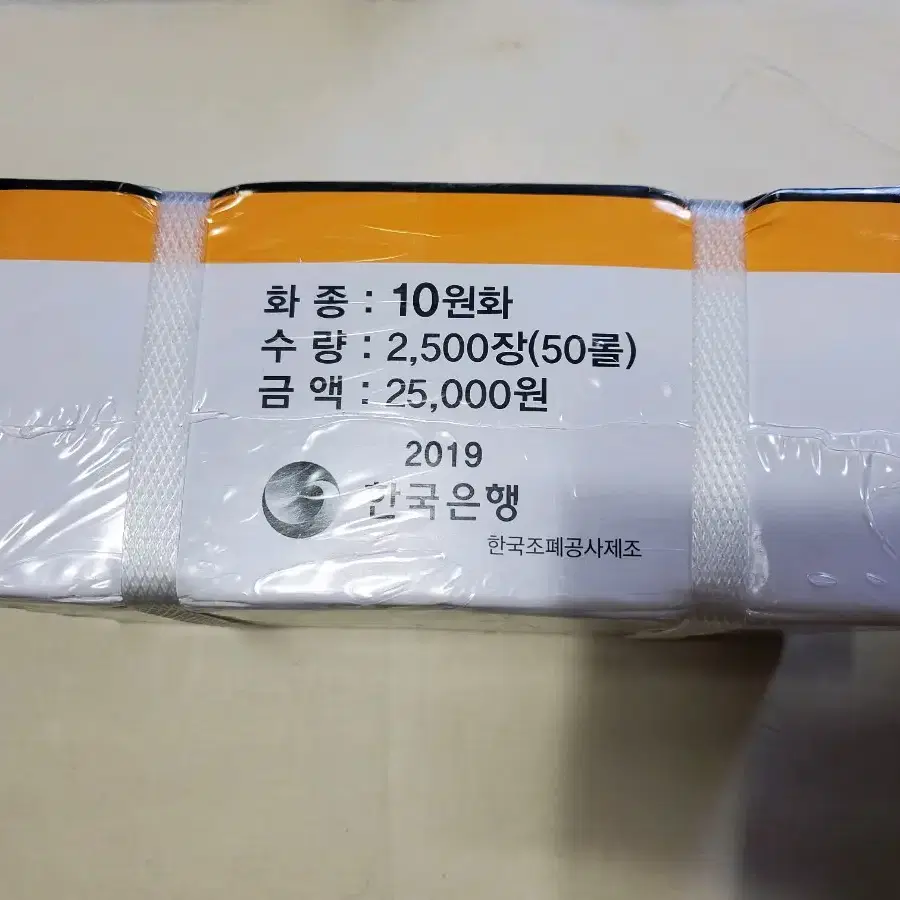 화 종 : 10원화
수 량 : 2,500장(50롤)
금 액 : 25,000원
2019
한국은행
한국조폐공사제조